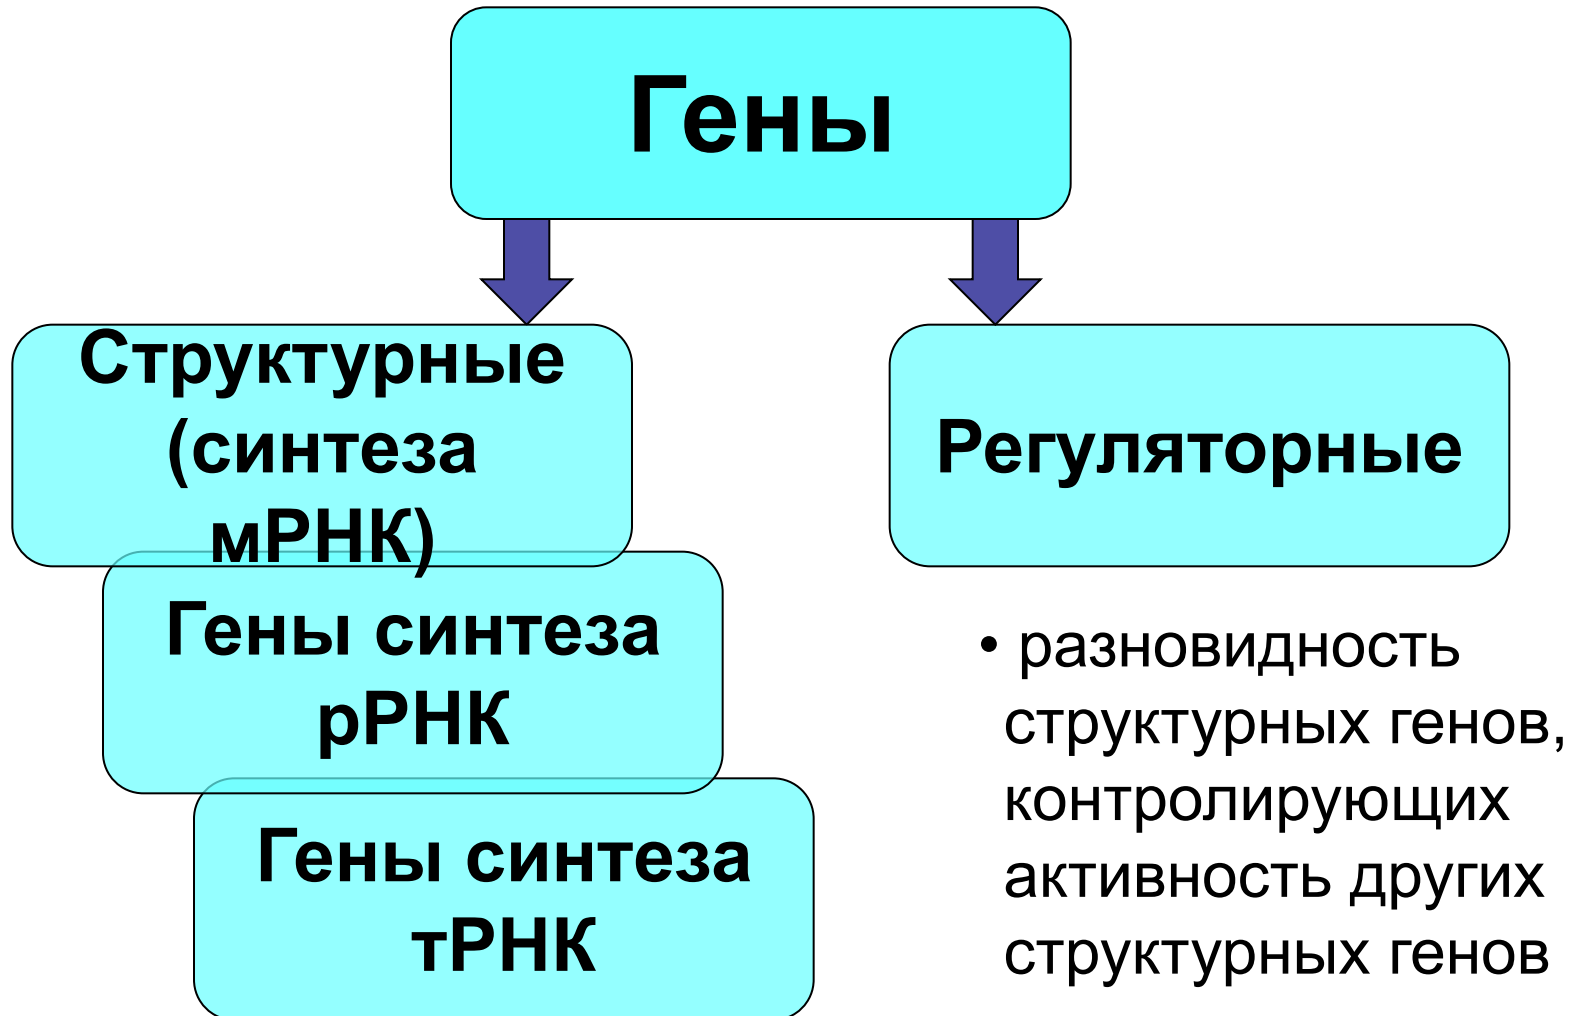 Гены
Структурные
(синтеза
мРНК)
Гены синтеза
рРНК
Гены синтеза
тРНК
Регуляторные
• разновидность
структурных генов,
контролирующих
активность других
структурных генов